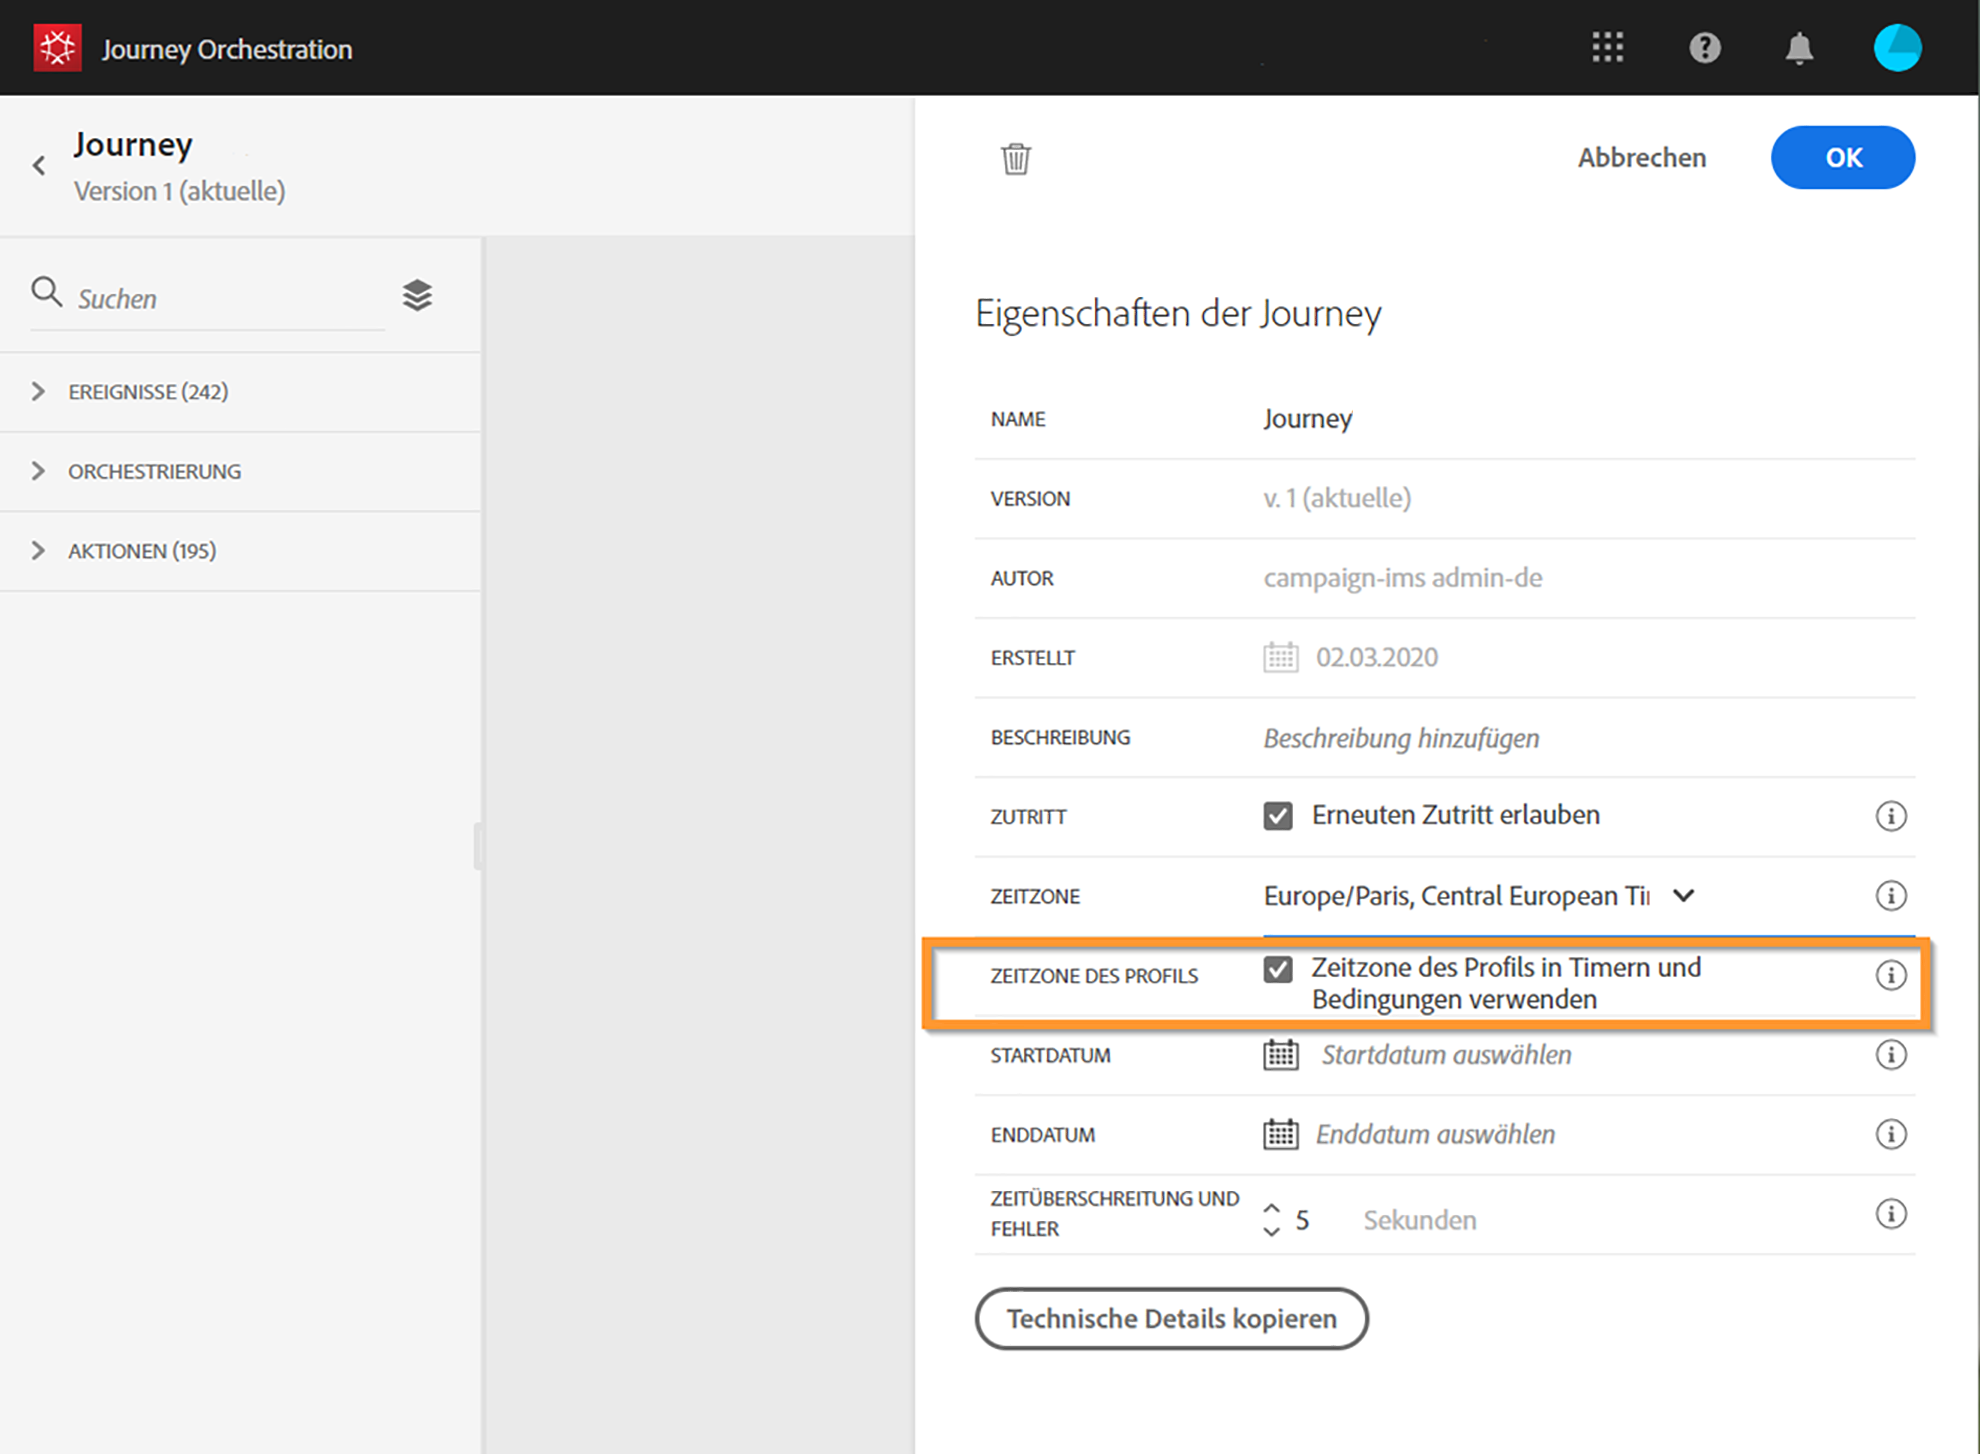 Journey Orchestration
Journey
Version 1 (aktuelle)
Suchen
EREIGNISSE (242)
ORCHESTRIERUNG
AKTIONEN (195)
Abbrechen
OK
Eigenschaften der Journey
NAME
Journey
VERSION
v. 1 (aktuelle)
AUTOR
campaign-ims admin-de
ERSTELLT
02.03.2020
BESCHREIBUNG
Beschreibung hinzufügen
ZUTRITT
Erneuten Zutritt erlauben
ZEITZONE
Europe/Paris, Central European
ZEITZONE DES PROFILS
Zeitzone des Profils in Timern und
Bedingungen verwenden
STARTDATUM
Startdatum auswählen
ENDDATUM
Enddatum auswählen
ZEITÜBERSCHREITUNG UND
FEHLER
5
Sekunden
Technische Details kopieren